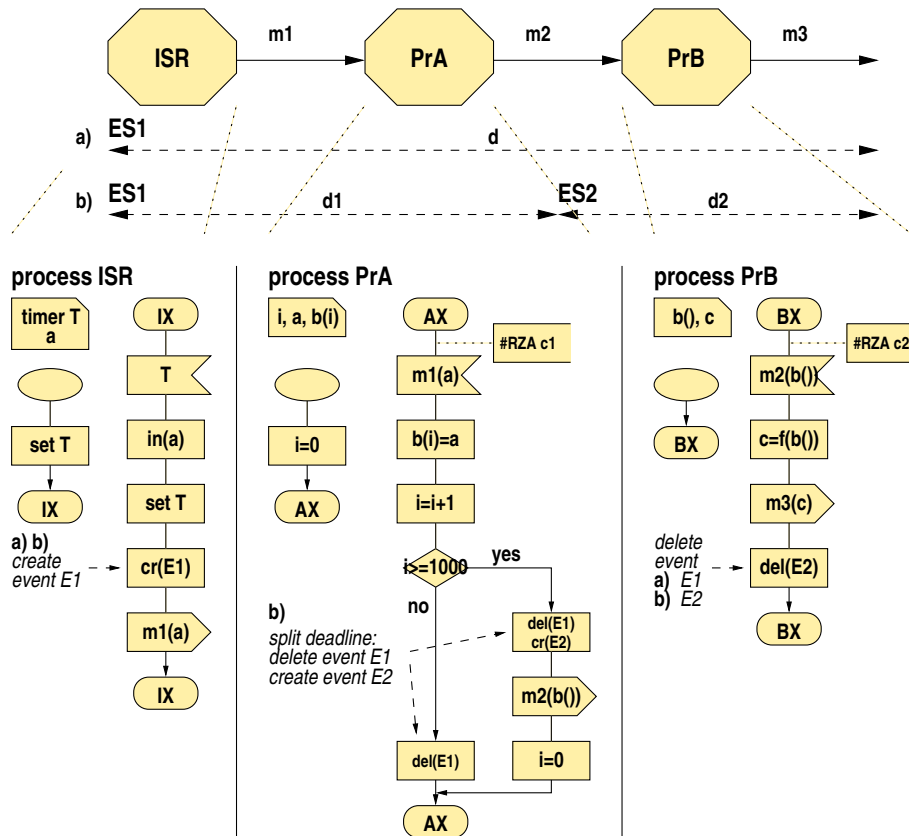 m1
m2
m3
ISR
PrA
PrB
a)
ES1
d
b)
ES1
d1
ES2
d2
process ISR
timer T
a
set T
IX
IX
T
in(a)
set T
cr(E1)
m1(a)
IX
a) b)
create
event E1
process PrA
i, a, b(i)
i=0
AX
AX
#RZA c1
m1(a)
b(i)=a
i=i+1
i>=1000
yes
no
b)
split deadline:
delete event E1
create event E2
del(E1)
cr(E2)
m2(b())
i=0
del(E1)
AX
process PrB
b(), c
BX
BX
#RZA c2
m2(b())
c=f(b())
m3(c)
del(E2)
BX
delete
event
a) E1
b) E2